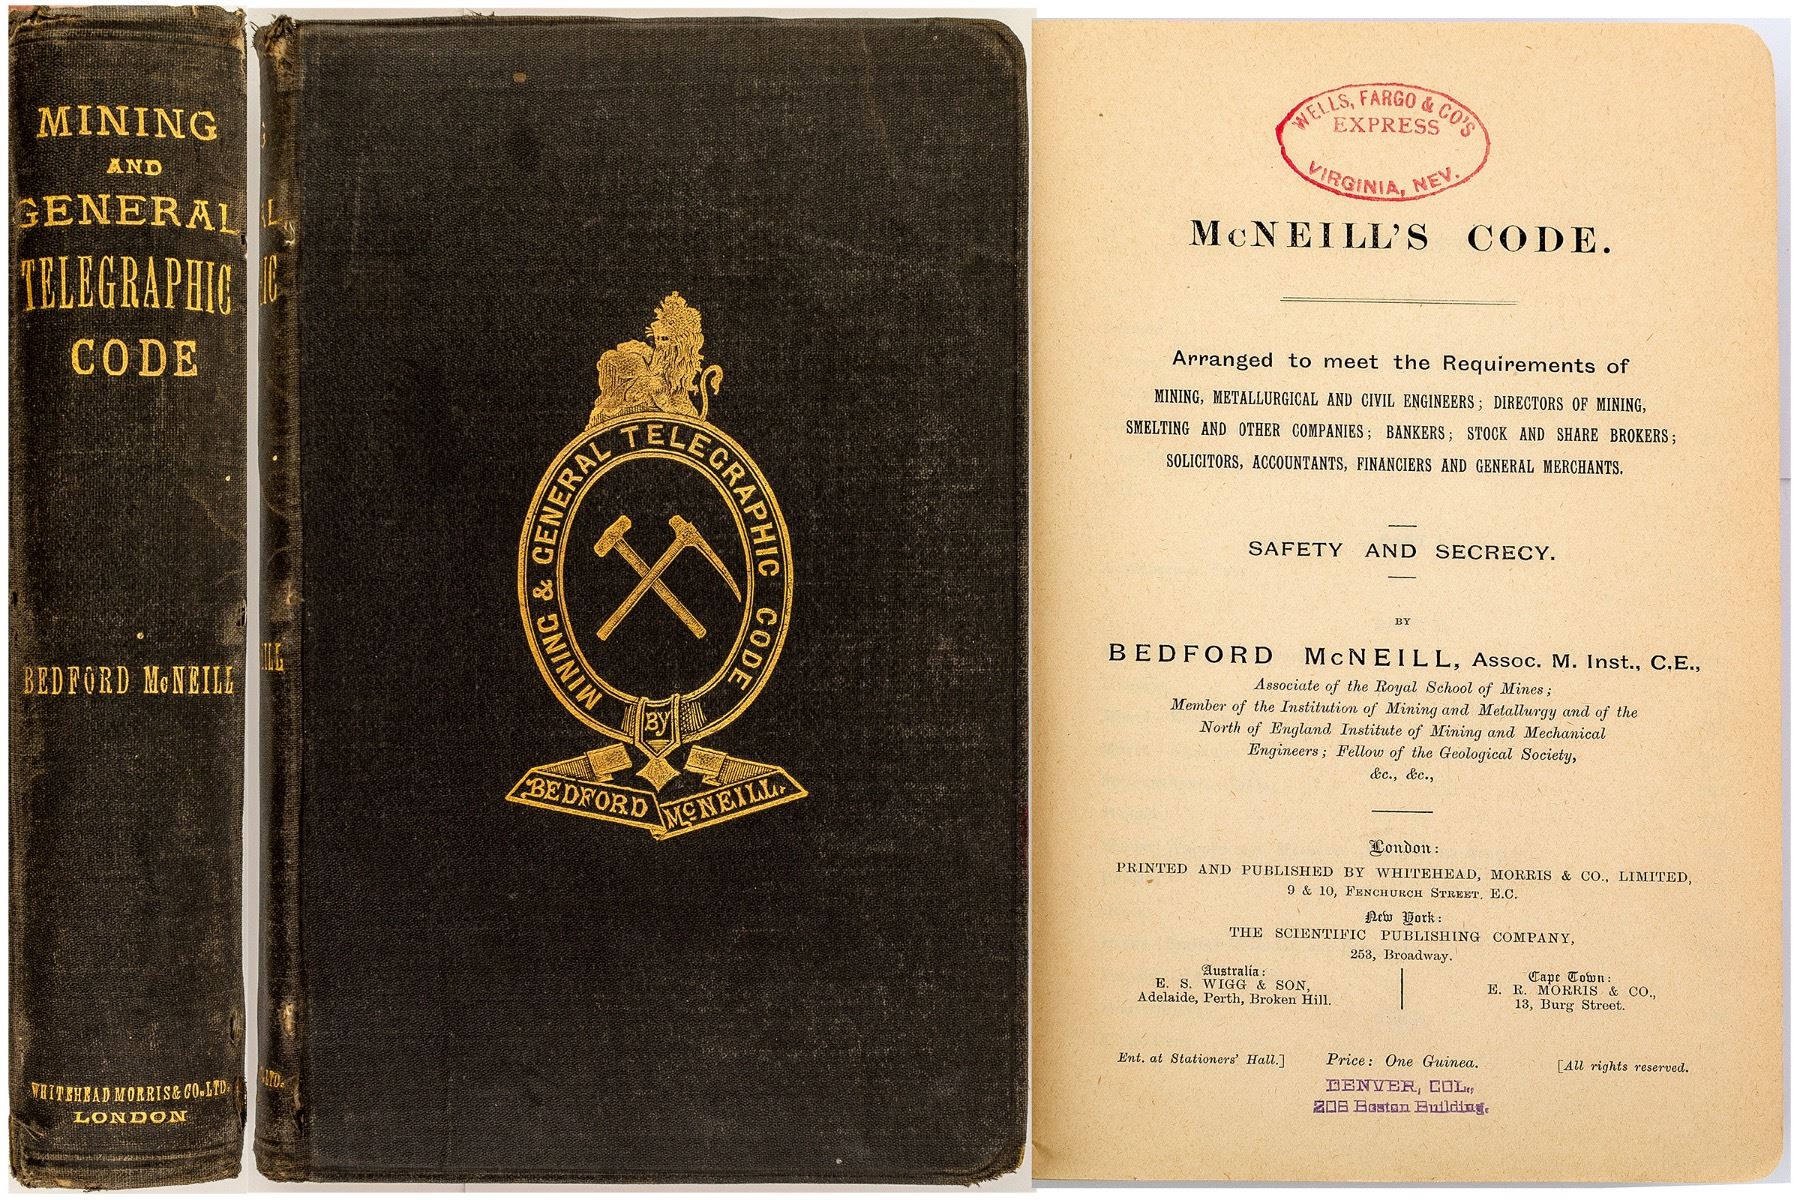 MINING
AND
GENERAL
TELEGRAPHIC
CODE
BEDFORD McNEILL
WHITEHEAD MORRIS & CO. LTD.
LONDON
MINING & GENERAL TELEGRAPHIC CODE
BY
BEDFORD McNEILL.
WELLS, FARGO & CO'S
EXPRESS
VIRGINIA, NEV.
McNEILL'S CODE.
Arranged to meet the Requirements of
MINING, METALLURGICAL AND CIVIL ENGINEERS; DIRECTORS OF MINING,
SMELTING AND OTHER COMPANIES; BANKERS; STOCK AND SHARE BROKERS;
SOLICITORS, ACCOUNTANTS, FINANCIERS AND GENERAL MERCHANTS.
SAFETY AND SECRECY.
BY
BEDFORD McNEILL, Assoc. M. Inst., C.E.,
Associate of the Royal School of Mines;
Member of the Institution of Mining and Metallurgy and of the
North of England Institute of Mining and Mechanical
Engineers; Fellow of the Geological Society,
&c., &c.,
London:
PRINTED AND PUBLISHED BY WHITEHEAD, MORRIS & CO., LIMITED,
9 & 10, FENCHURCH STREET, E.C.
New York:
THE SCIENTIFIC PUBLISHING COMPANY,
253, Broadway.
Australia:
E. S. WIGG & SON,
Adelaide, Perth, Broken Hill.
Cape Town:
E. R. MORRIS & CO.,
13, Burg Street.
Ent. at Stationers' Hall.] Price: One Guinea. [All rights reserved.
DENVER, COL.,
206 Boston Building.